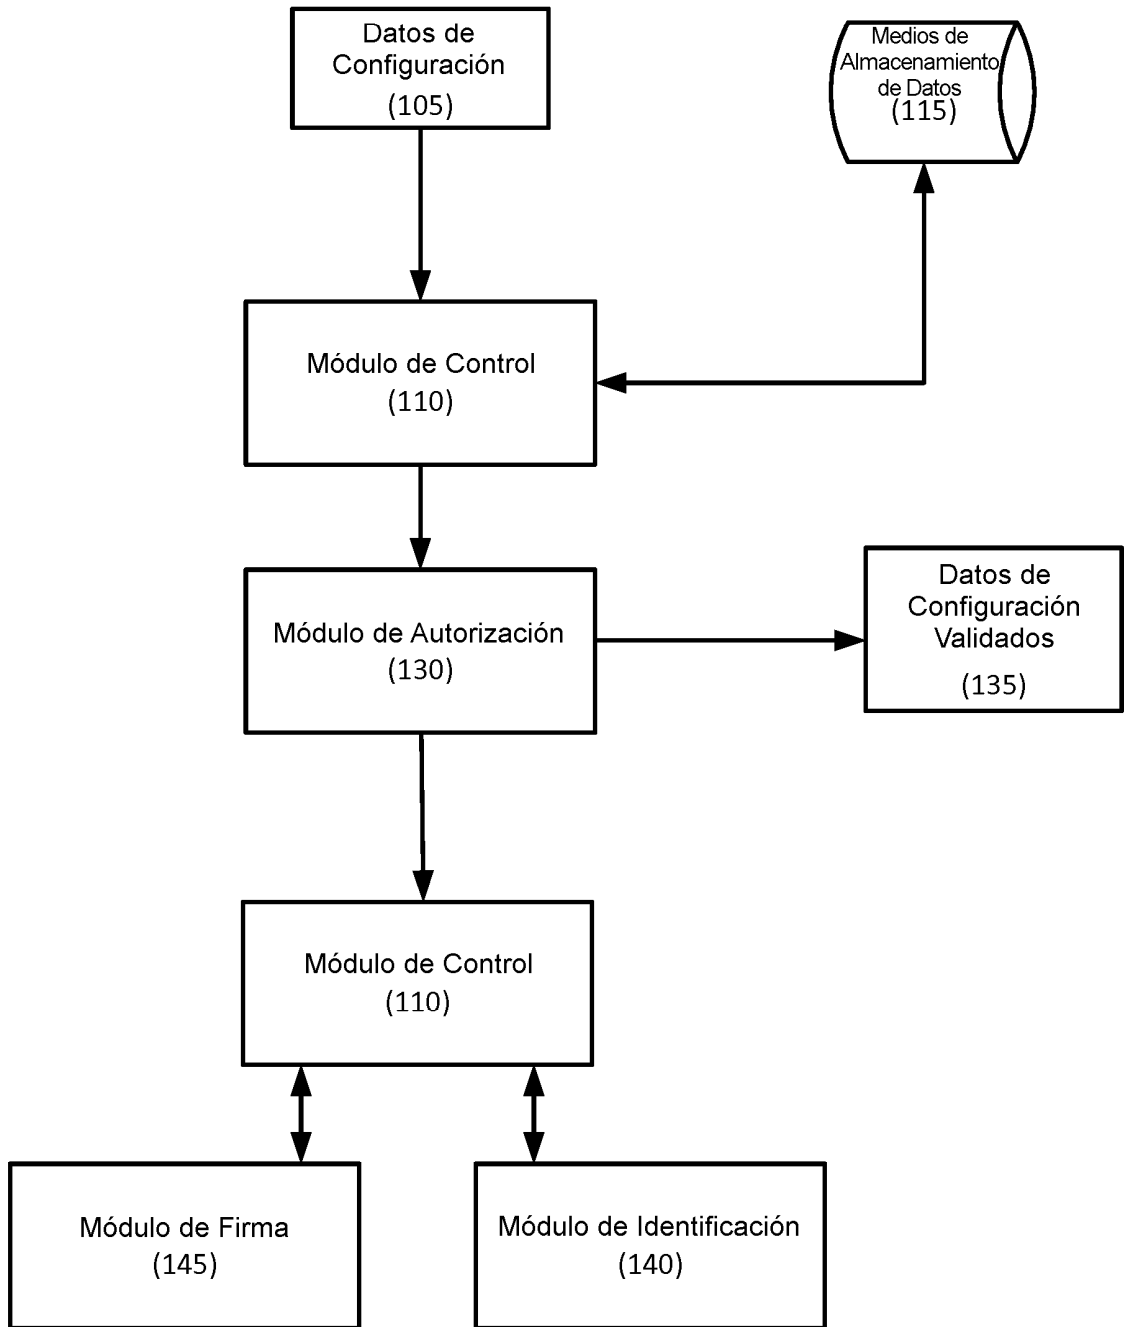 Datos de
Configuración
(105)
Medios de
Almacenamiento
de Datos
(115)
Módulo de Control
(110)
Módulo de Autorización
(130)
Datos de
Configuración
Validados
(135)
Módulo de Control
(110)
Módulo de Firma
(145)
Módulo de Identificación
(140)